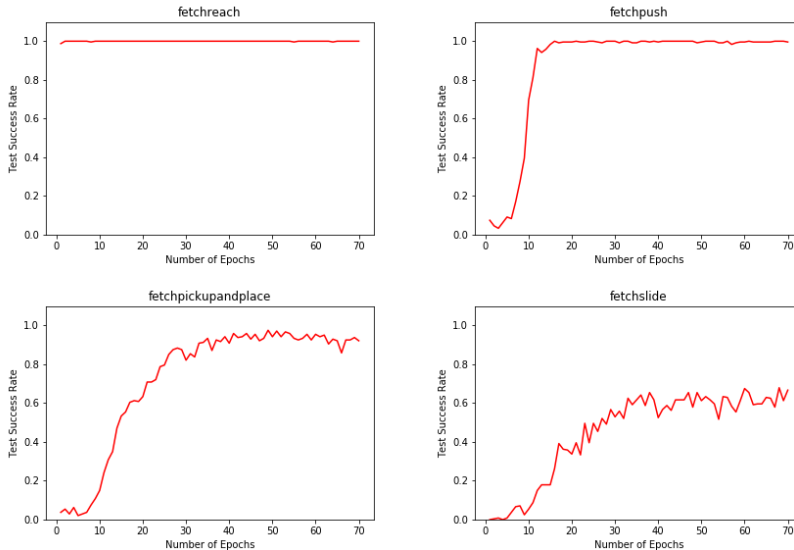 fetchreach
1.0
0.8
0.6
0.4
0.2
0.0
Test Success Rate
0 10 20 30 40 50 60 70
Number of Epochs
fetchpush
1.0
0.8
0.6
0.4
0.2
0.0
Test Success Rate
0 10 20 30 40 50 60 70
Number of Epochs
fetchpickupandplace
1.0
0.8
0.6
0.4
0.2
0.0
Test Success Rate
0 10 20 30 40 50 60 70
Number of Epochs
fetchslide
1.0
0.8
0.6
0.4
0.2
0.0
Test Success Rate
0 10 20 30 40 50 60 70
Number of Epochs